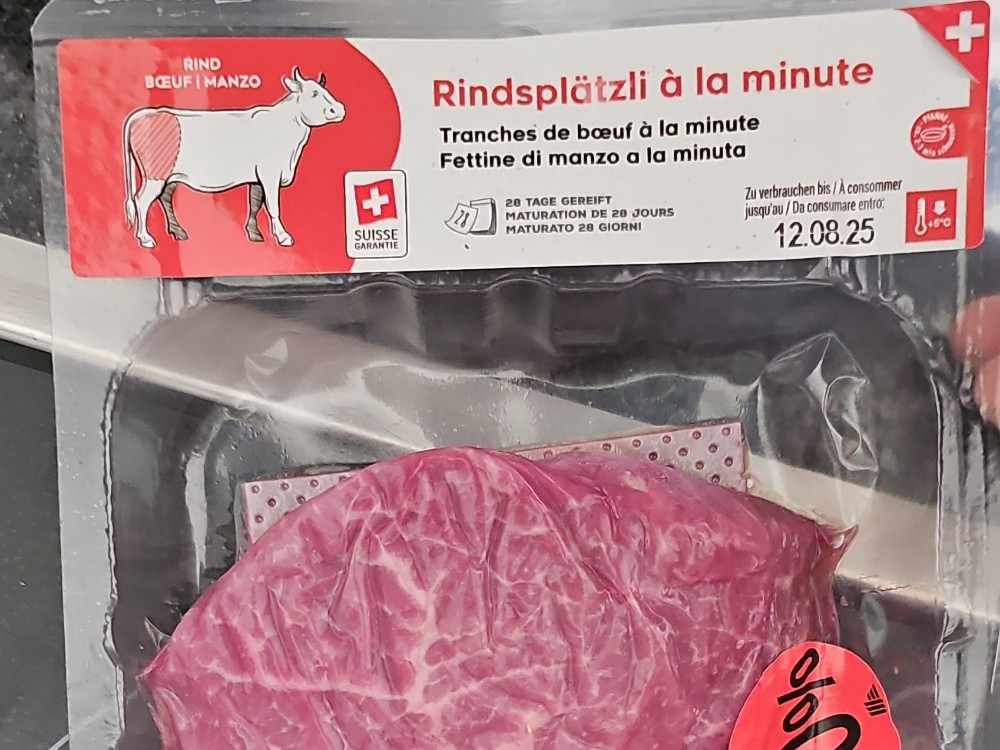 RIND
BŒUF | MANZO
Rindsplätzli à la minute
Tranches de bœuf à la minute
Fettine di manzo a la minuta
SUISSE
GARANTIE
28 TAGE GEREIFT
MATURATION DE 28 JOURS
MATURATO 28 GIORNI
28
Zu verbrauchen bis / À consommer
jusqu'au / Da consumare entro:
12.08.25
+5°C
%